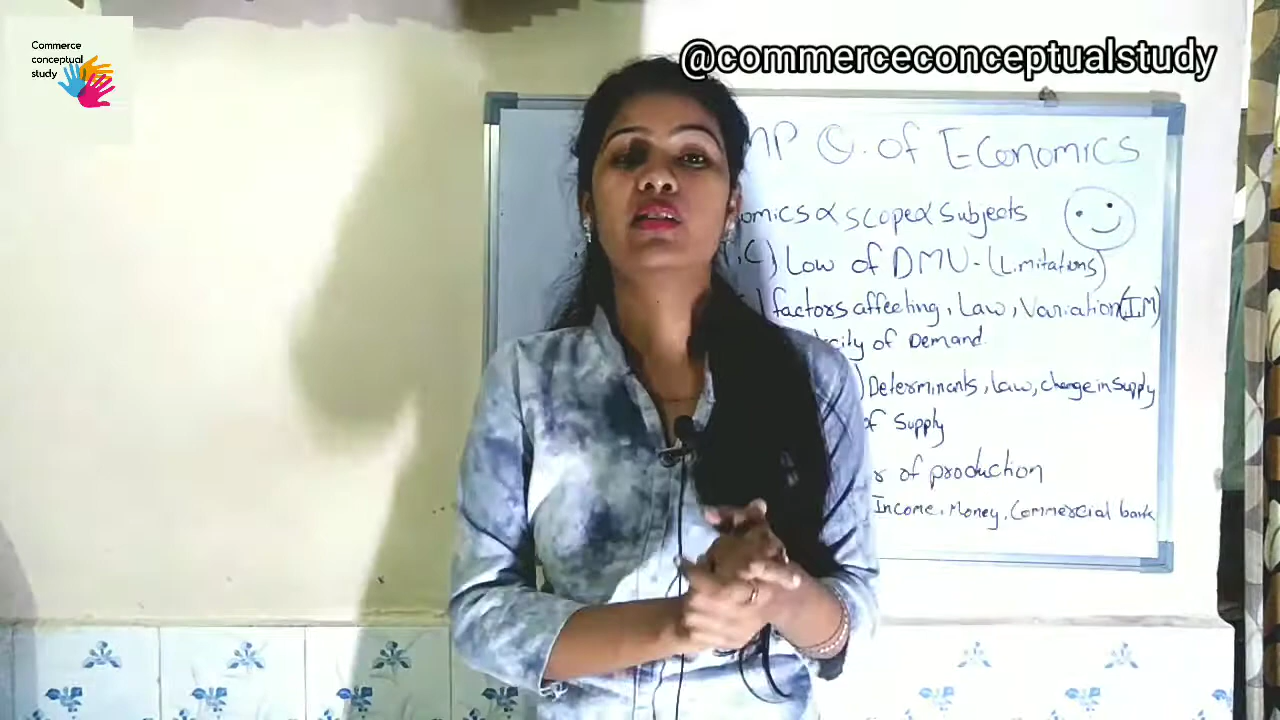 Commerce
conceptual
study
@commerceconceptualstudy
MP Q. of Economics
omics & scope & Subjects
Law of DMU - (Limitations)
factors affecting, Law, Variation (I.M)
city of Demand.
Determinants, Law, change in Supply
of Supply
r of production
Income, Money, Commercial bank